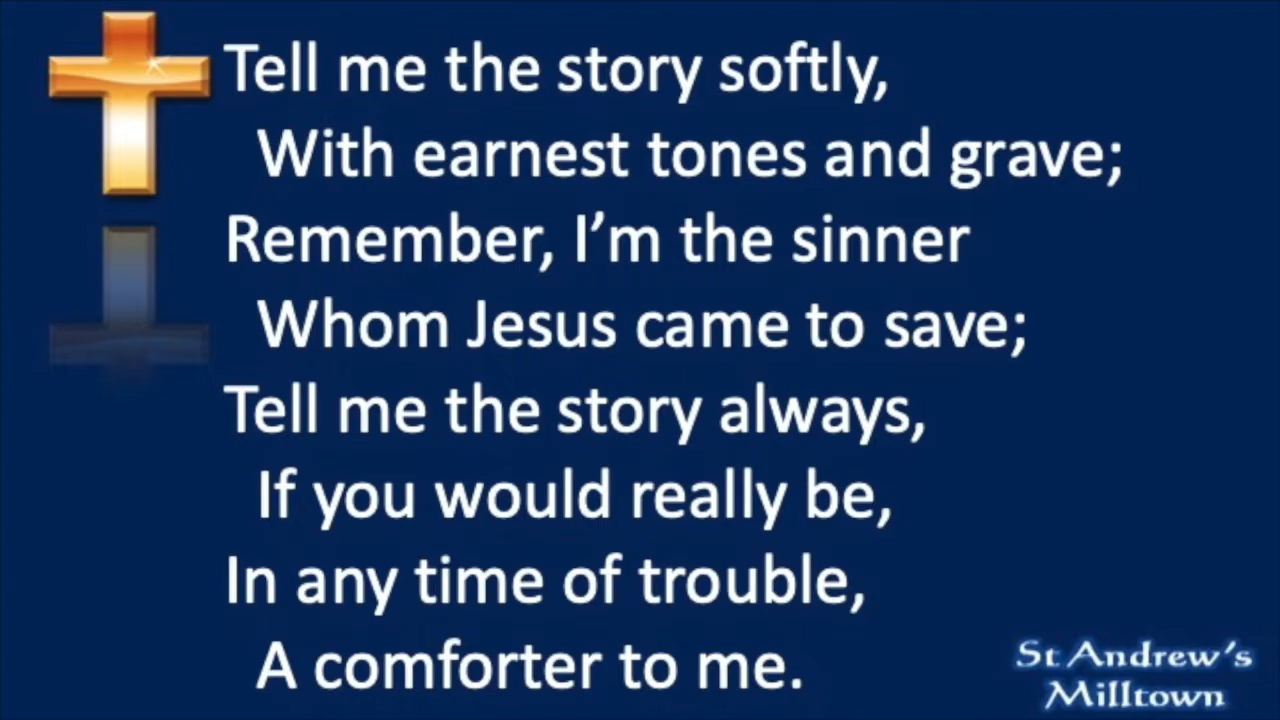 Tell me the story softly,
With earnest tones and grave;
Remember, I’m the sinner
Whom Jesus came to save;
Tell me the story always,
If you would really be,
In any time of trouble,
A comforter to me.
St Andrew’s
Milltown